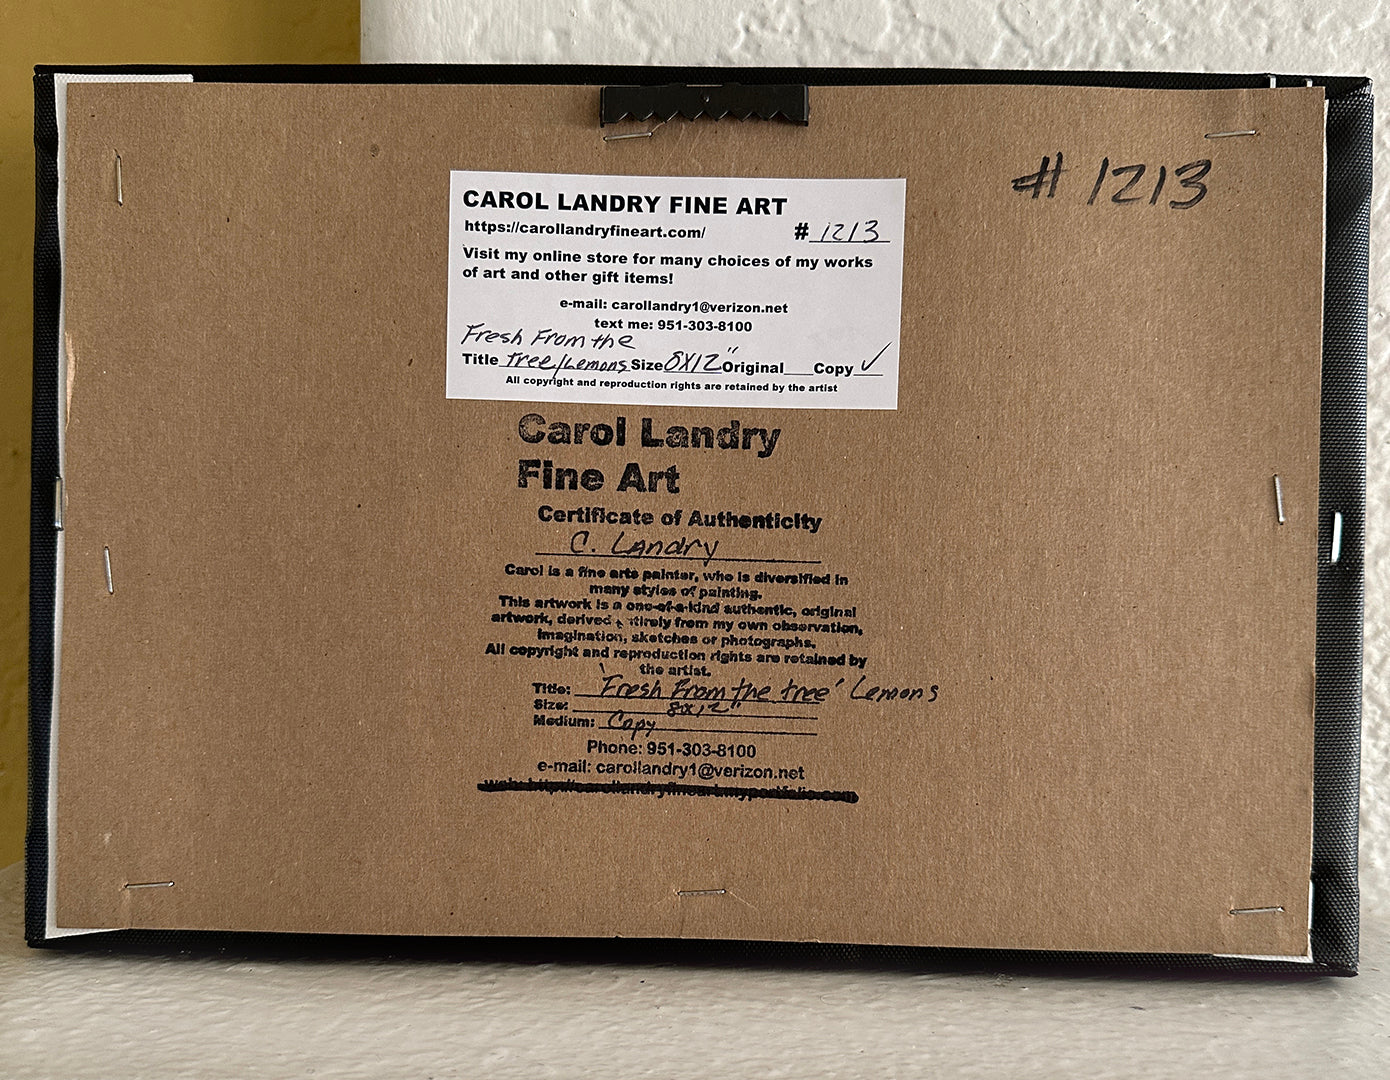 # 1213
CAROL LANDRY FINE ART
https://carollandryfineart.com/ # 1213
Visit my online store for many choices of my works
of art and other gift items!
e-mail: carollandry1@verizon.net
text me: 951-303-8100
Fresh From the
Title Tree/Lemons Size 8X12" Original Copy ✓
All copyright and reproduction rights are retained by the artist
Carol Landry
Fine Art
Certificate of Authenticity
C. Landry
Carol is a fine arts painter, who is diversified in
many styles of painting.
This artwork is a one-of-a-kind authentic, original
artwork, derived entirely from my own observation,
imagination, sketches or photographs.
All copyright and reproduction rights are retained by
the artist.
Title: 'Fresh From the tree' Lemons
Size: 8x12"
Medium: Copy
Phone: 951-303-8100
e-mail: carollandry1@verizon.net